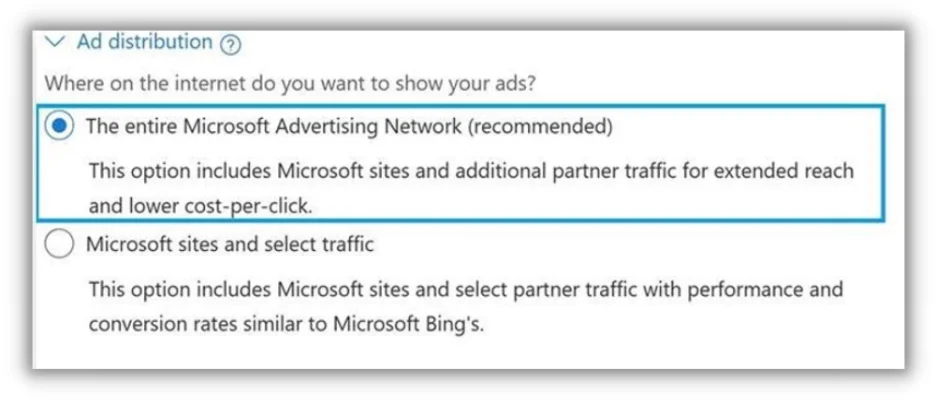 Ad distribution ?
Where on the internet do you want to show your ads?
The entire Microsoft Advertising Network (recommended)
This option includes Microsoft sites and additional partner traffic for extended reach
and lower cost-per-click.
Microsoft sites and select traffic
This option includes Microsoft sites and select partner traffic with performance and
conversion rates similar to Microsoft Bing's.